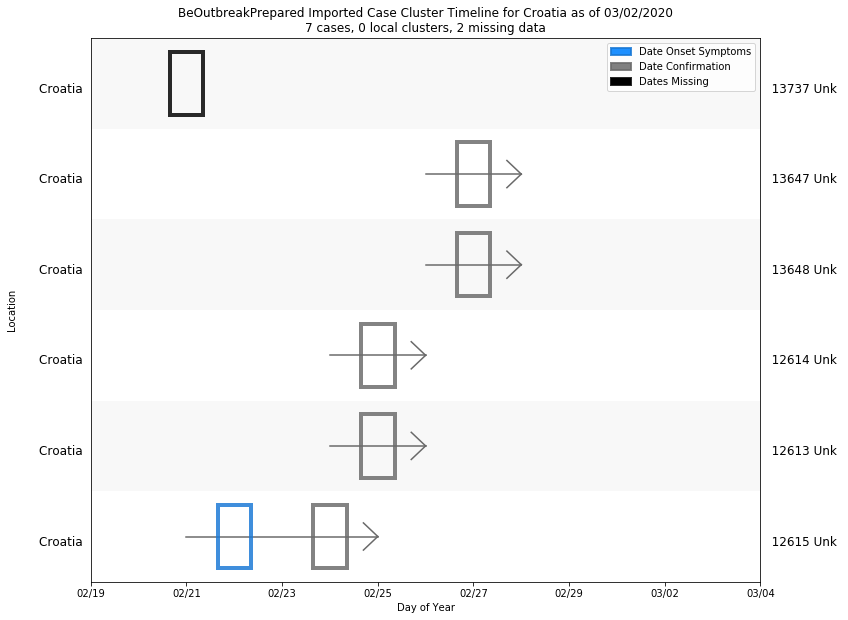 BeOutbreakPrepared Imported Case Cluster Timeline for Croatia as of 03/02/2020
7 cases, 0 local clusters, 2 missing data
Date Onset Symptoms
Date Confirmation
Dates Missing
Croatia
13737 Unk
Croatia
13647 Unk
Croatia
13648 Unk
Location
Croatia
12614 Unk
Croatia
12613 Unk
Croatia
12615 Unk
02/19 02/21 02/23 02/25 02/27 02/29 03/02 03/04
Day of Year